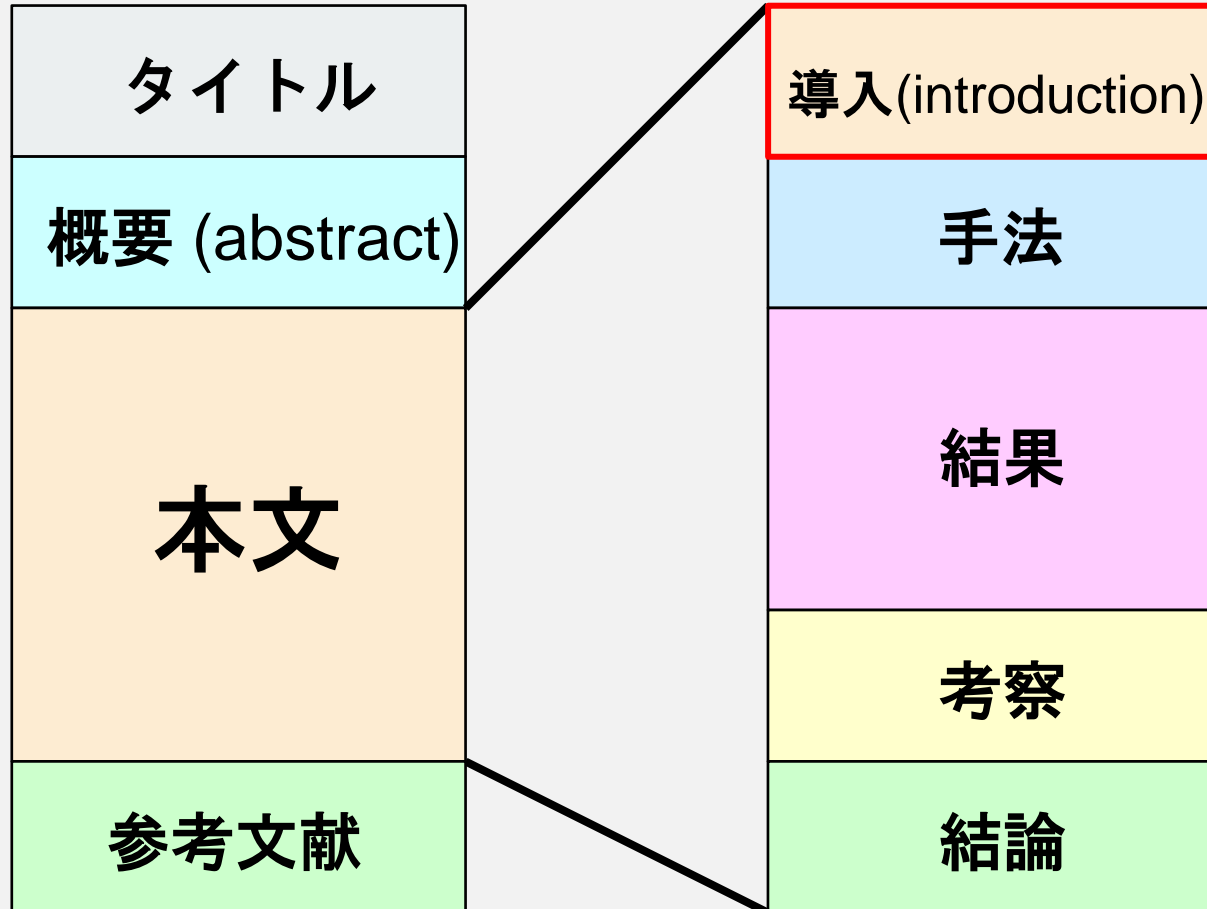 タイトル
概要 (abstract)
本文
参考文献
導入(introduction)
手法
結果
考察
結論